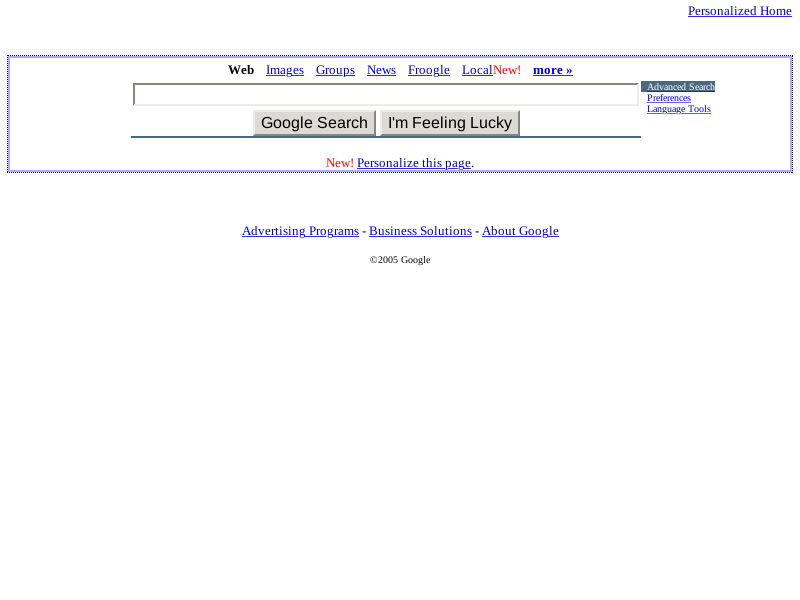 Personalized Home
Web Images Groups News Froogle LocalNew! more »
Advanced Search
Preferences
Language Tools
Google Search I'm Feeling Lucky
New! Personalize this page.
Advertising Programs - Business Solutions - About Google
©2005 Google